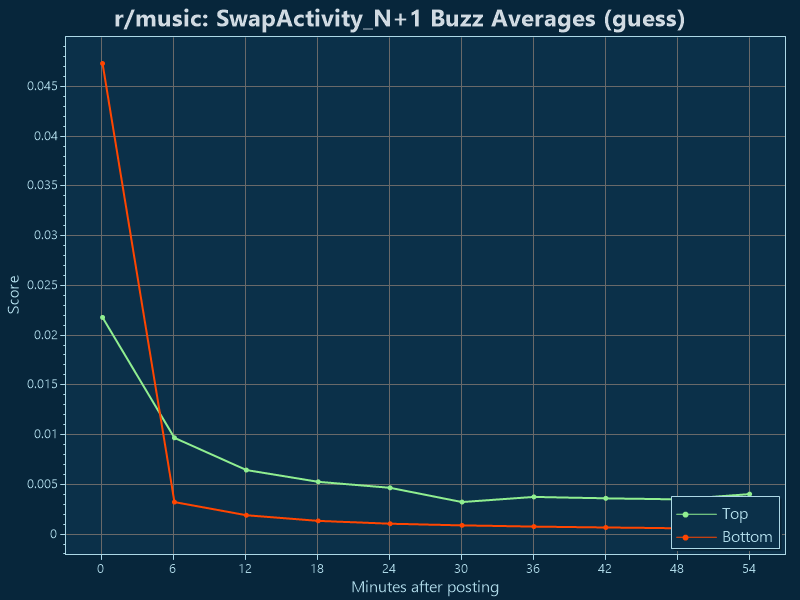 r/music: SwapActivity_N+1 Buzz Averages (guess)
Score
0.045
0.04
0.035
0.03
0.025
0.02
0.015
0.01
0.005
0
0 6 12 18 24 30 36 42 48 54
Minutes after posting
Top
Bottom